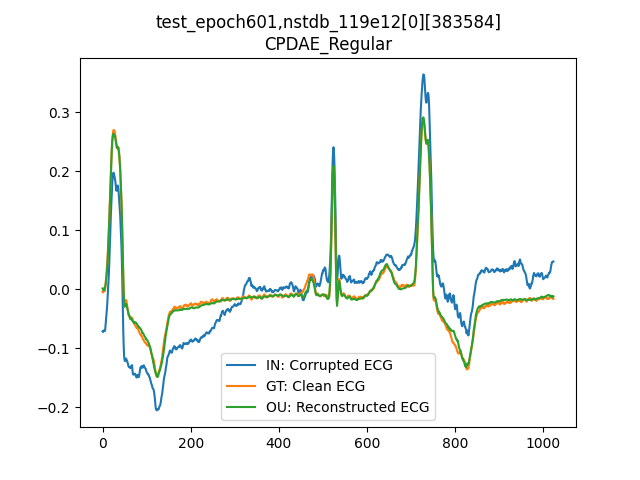 test_epoch601,nstdb_119e12[0][383584]
CPDAE_Regular
0.3
0.2
0.1
0.0
−0.1
−0.2
IN: Corrupted ECG
GT: Clean ECG
OU: Reconstructed ECG
0 200 400 600 800 1000